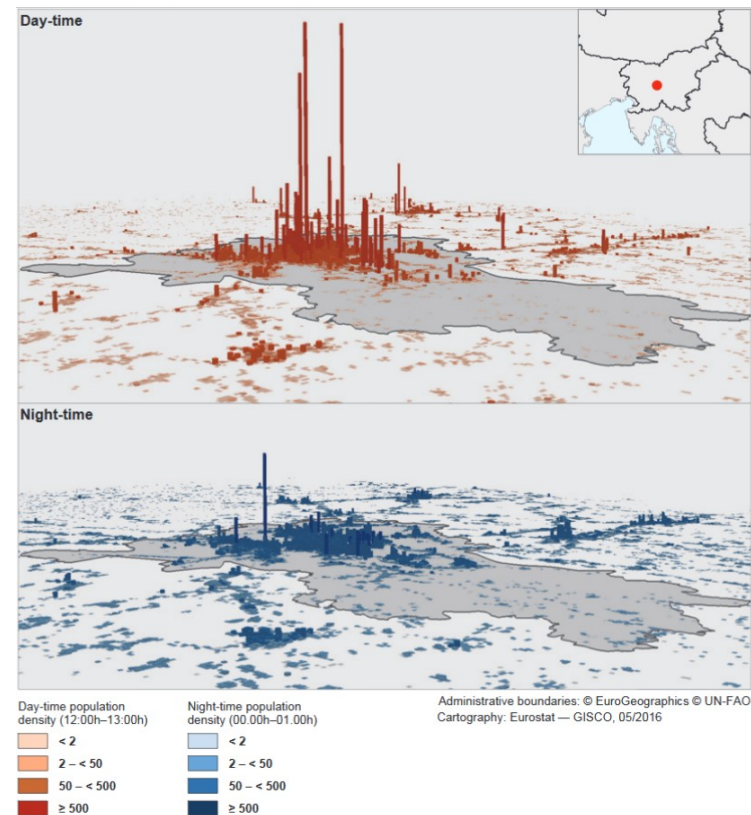 Day-time
Night-time
Day-time population
density (12:00h–13:00h)
< 2
2 – < 50
50 – < 500
≥ 500
Night-time population
density (00.00h–01.00h)
< 2
2 – < 50
50 – < 500
≥ 500
Administrative boundaries: © EuroGeographics © UN-FAO
Cartography: Eurostat — GISCO, 05/2016